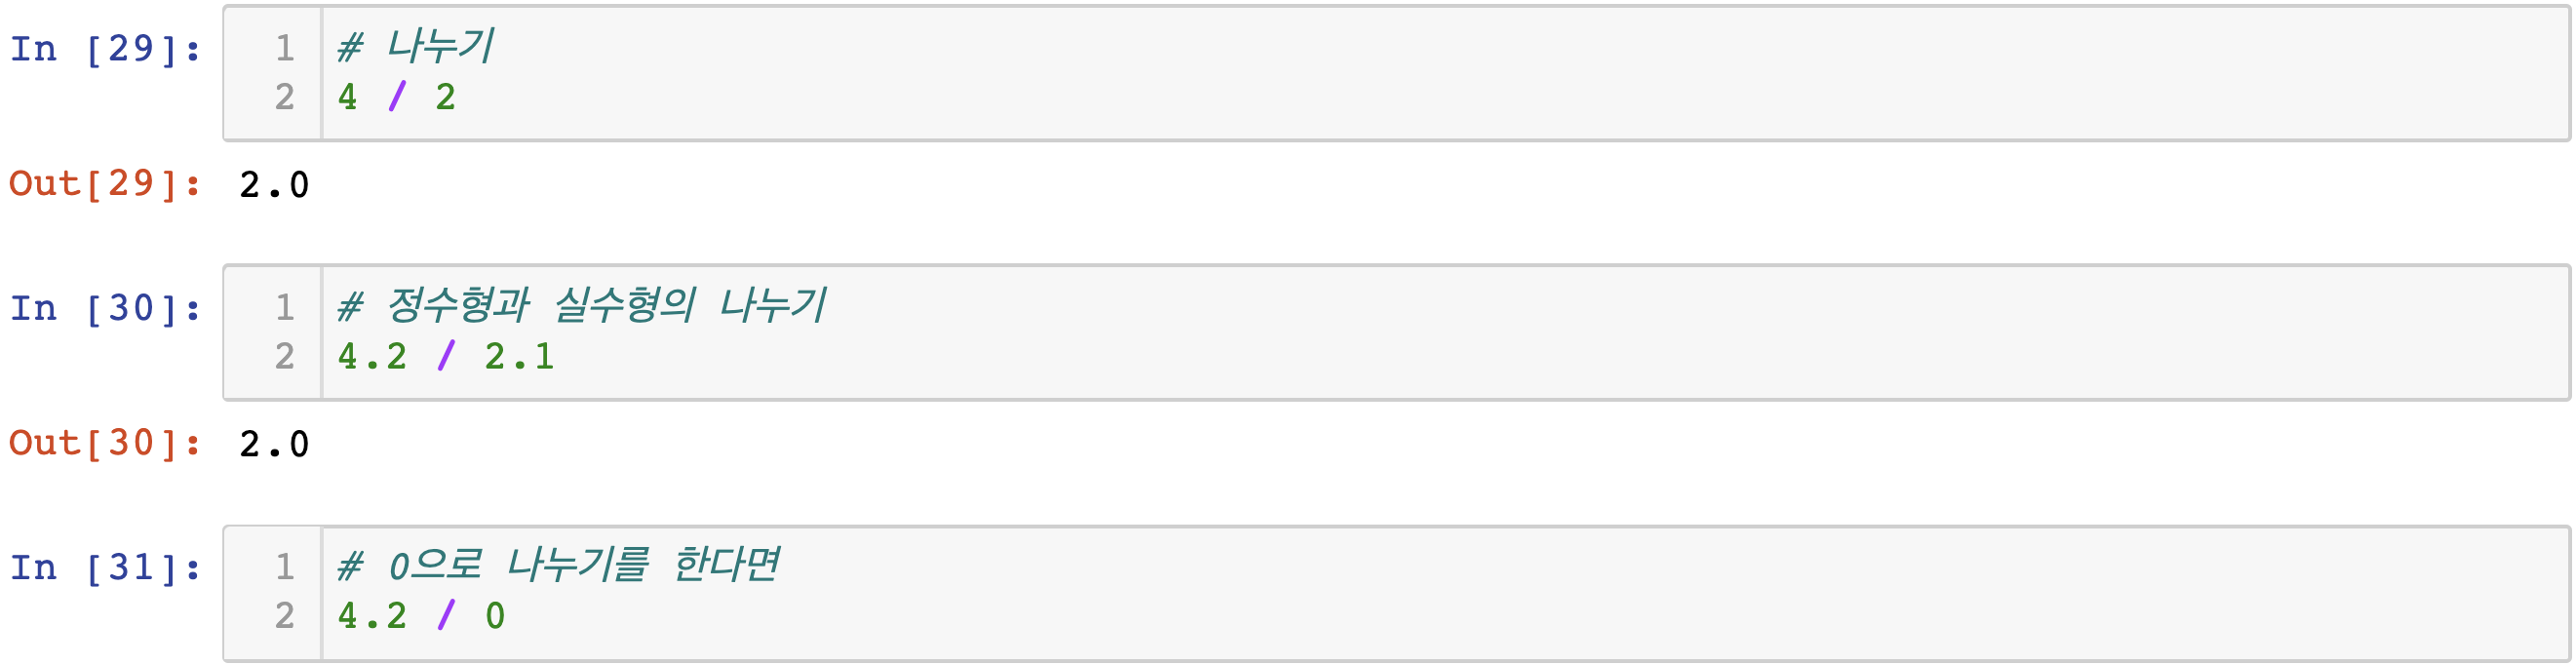 In [29]: 1 # 나누기
2 4 / 2
Out[29]: 2.0
In [30]: 1 # 정수형과 실수형의 나누기
2 4.2 / 2.1
Out[30]: 2.0
In [31]: 1 # 0으로 나누기를 한다면
2 4.2 / 0